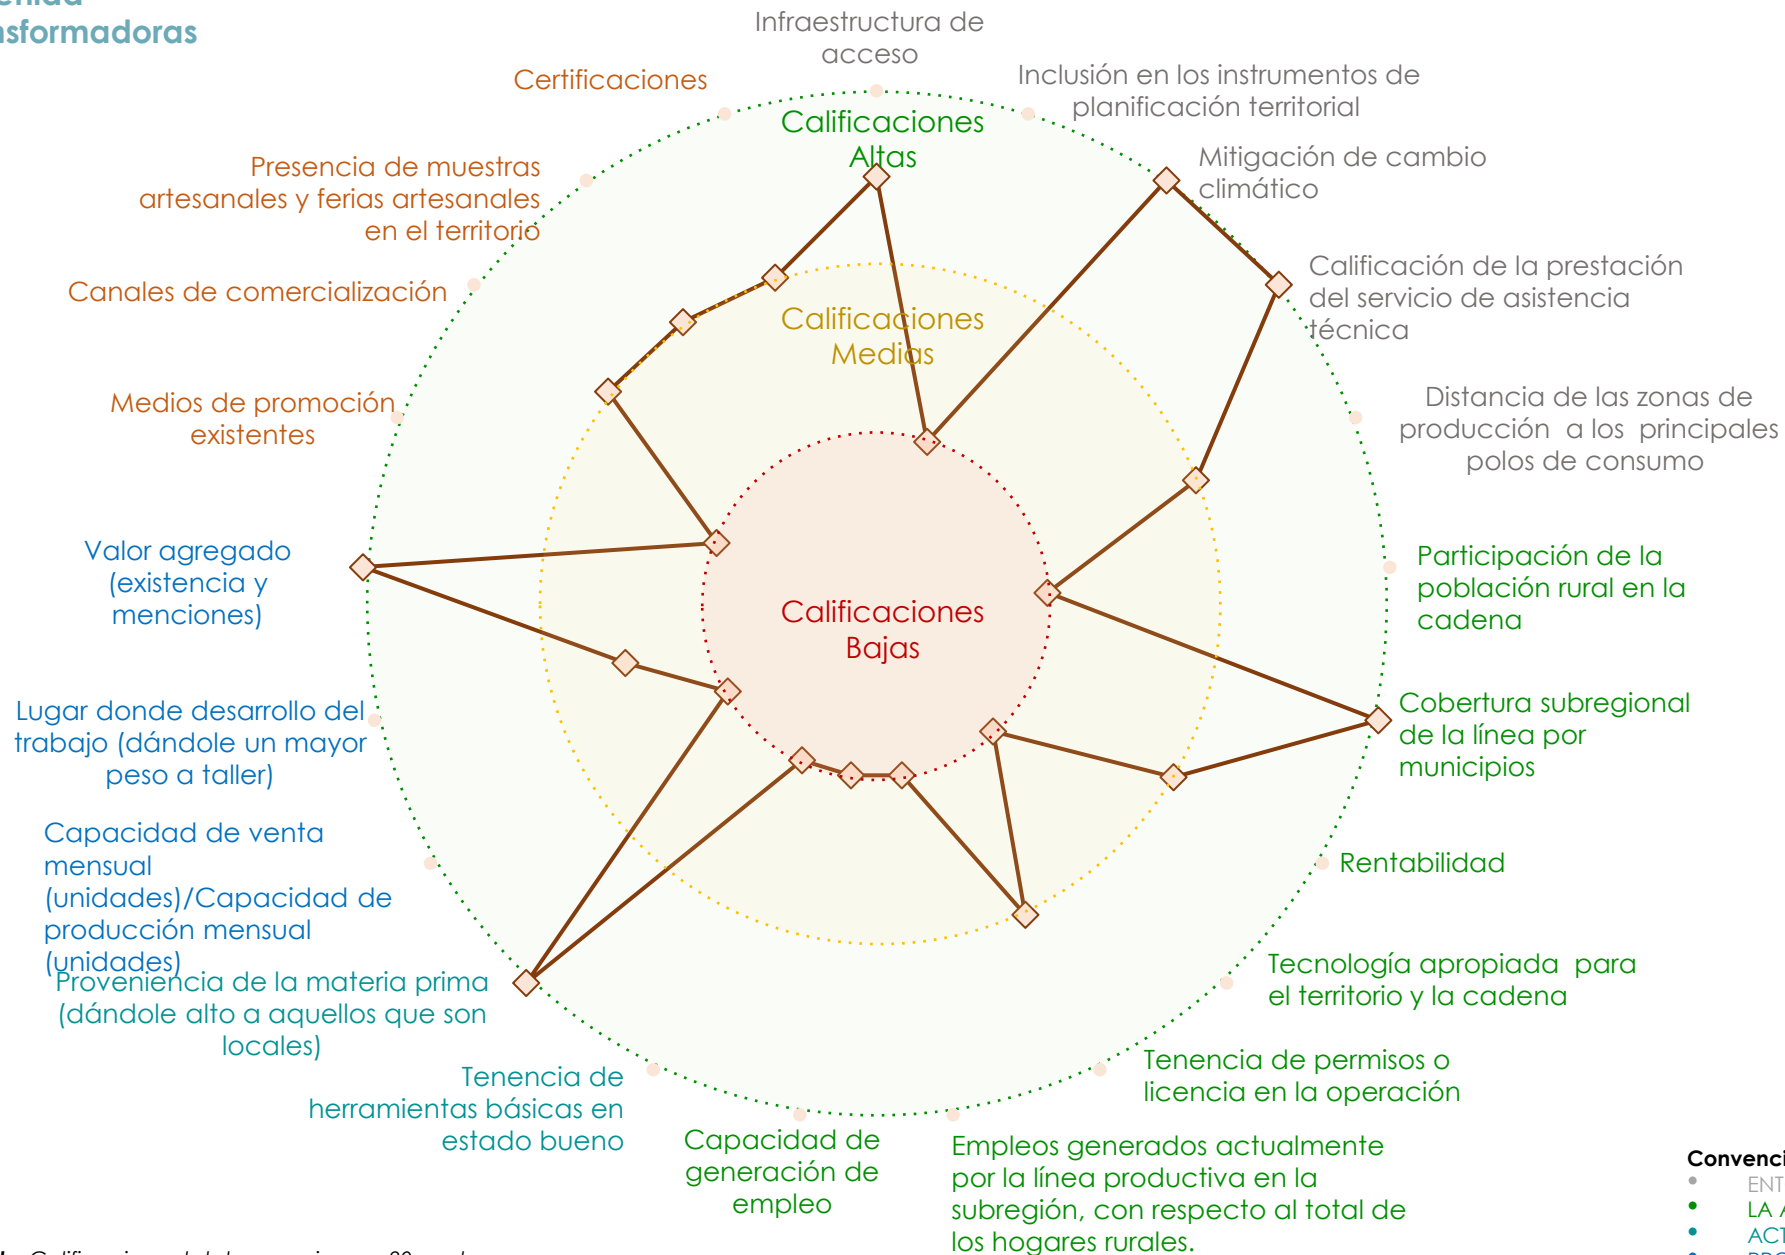 nsformadoras
Infraestructura de
acceso
Certificaciones
Inclusión en los instrumentos de
planificación territorial
Calificaciones
Altas
Presencia de muestras
artesanales y ferias artesanales
en el territorio
Mitigación de cambio
climático
Canales de comercialización
Calificación de la prestación
del servicio de asistencia
técnica
Calificaciones
Medias
Medios de promoción
existentes
Distancia de las zonas de
producción a los principales
polos de consumo
Valor agregado
(existencia y
menciones)
Participación de la
población rural en la
cadena
Calificaciones
Bajas
Lugar donde desarrollo del
trabajo (dándole un mayor
peso a taller)
Cobertura subregional
de la línea por
municipios
Capacidad de venta
mensual
(unidades)/Capacidad de
producción mensual
(unidades)
Rentabilidad
Proveniencia de la materia prima
(dándole alto a aquellos que son
locales)
Tecnología apropiada para
el territorio y la cadena
Tenencia de
herramientas básicas en
estado bueno
Tenencia de permisos o
licencia en la operación
Capacidad de
generación de
empleo
Empleos generados actualmente
por la línea productiva en la
subregión, con respecto al total de
los hogares rurales.
Convenci
ENT
LA A
ACT